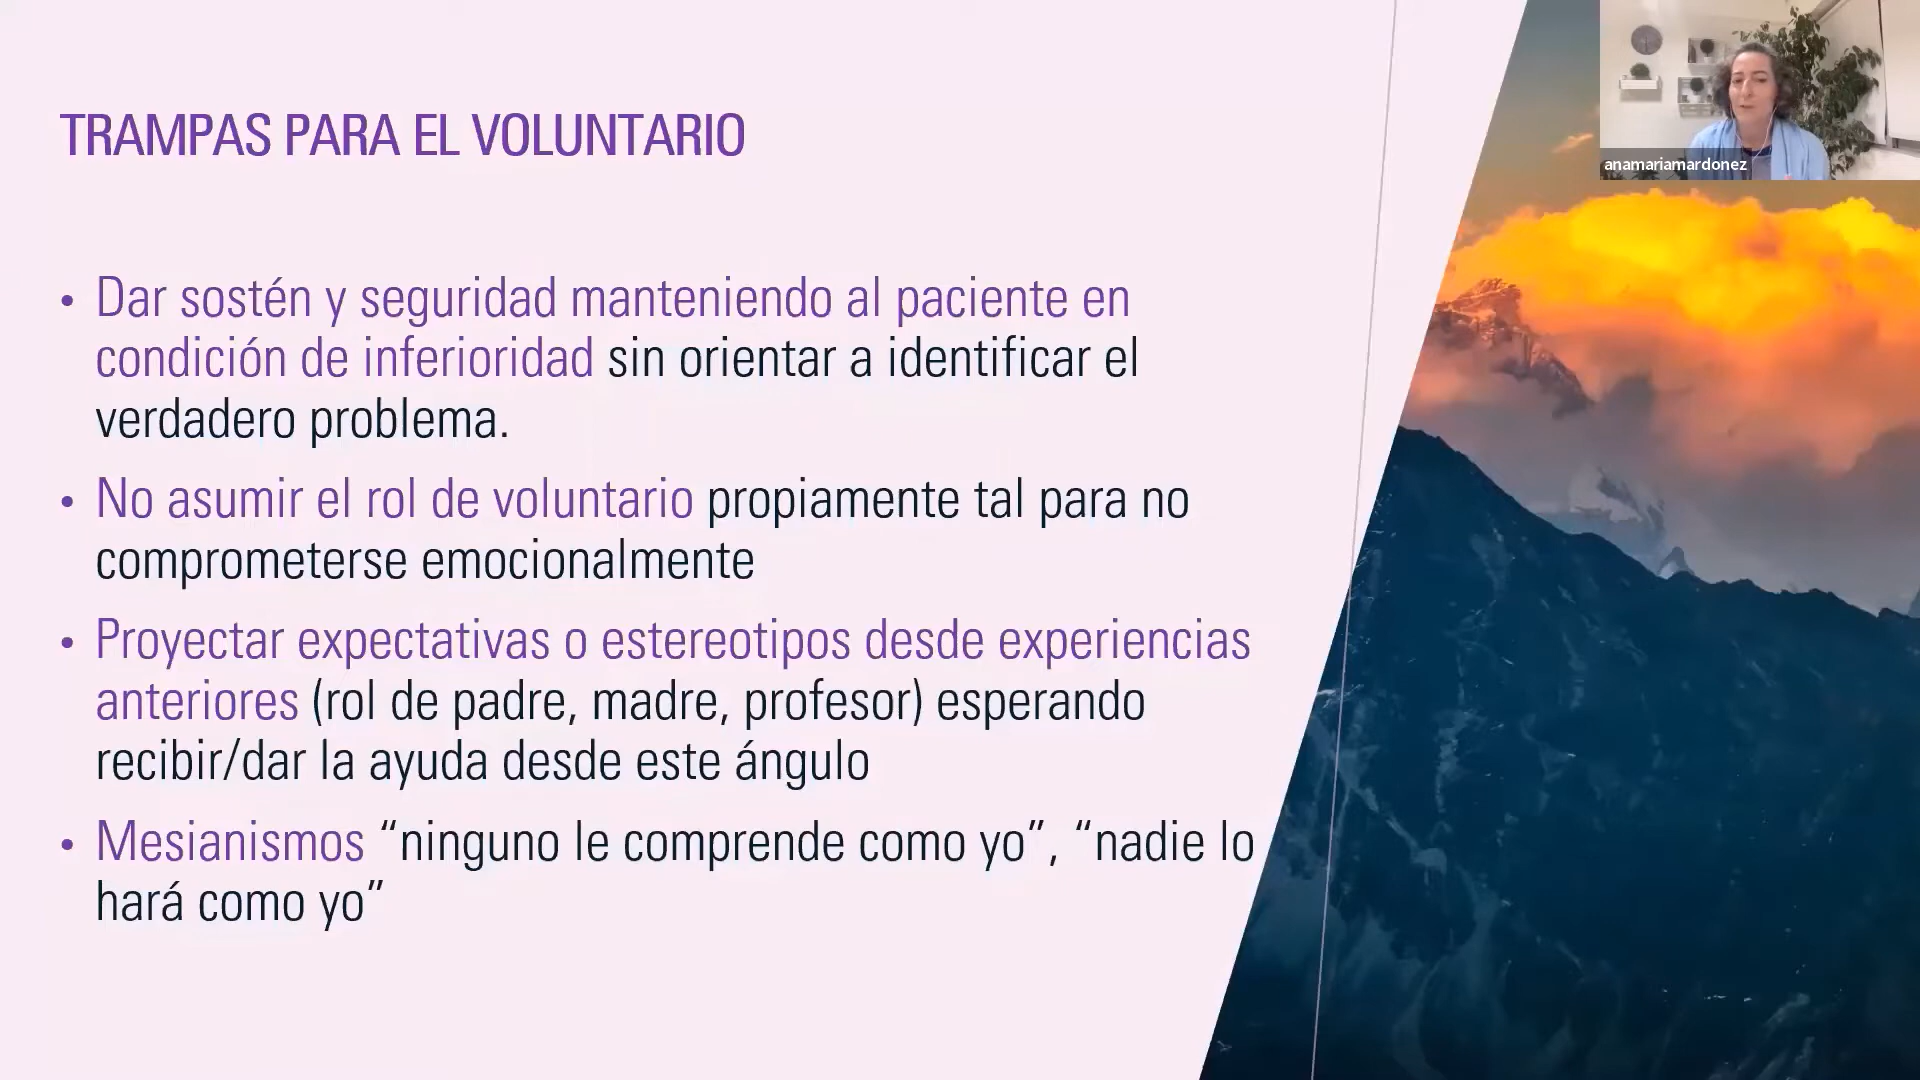 TRAMPAS PARA EL VOLUNTARIO
anamariamardonez
• Dar sostén y seguridad manteniendo al paciente en
condición de inferioridad sin orientar a identificar el
verdadero problema.
• No asumir el rol de voluntario propiamente tal para no
comprometerse emocionalmente
• Proyectar expectativas o estereotipos desde experiencias
anteriores (rol de padre, madre, profesor) esperando
recibir/dar la ayuda desde este ángulo
• Mesianismos “ninguno le comprende como yo”, “nadie lo
hará como yo”